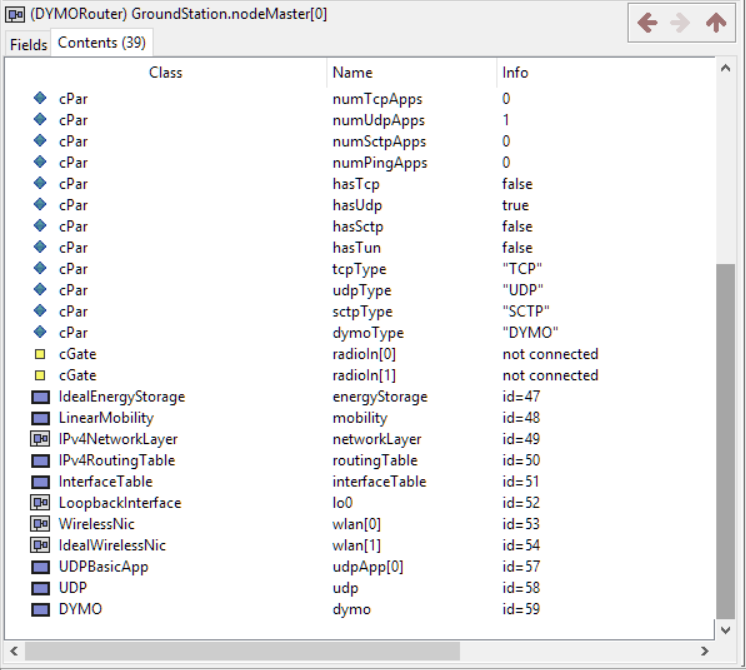 (DYMORouter) GroundStation.nodeMaster[0]
Fields Contents (39)
Class Name Info
cPar numTcpApps 0
cPar numUdpApps 1
cPar numSctpApps 0
cPar numPingApps 0
cPar hasTcp false
cPar hasUdp true
cPar hasSctp false
cPar hasTun false
cPar tcpType "TCP"
cPar udpType "UDP"
cPar sctpType "SCTP"
cPar dymoType "DYMO"
cGate radioIn[0] not connected
cGate radioIn[1] not connected
IdealEnergyStorage energyStorage id=47
LinearMobility mobility id=48
IPv4NetworkLayer networkLayer id=49
IPv4RoutingTable routingTable id=50
InterfaceTable interfaceTable id=51
LoopbackInterface lo0 id=52
WirelessNic wlan[0] id=53
IdealWirelessNic wlan[1] id=54
UDPBasicApp udpApp[0] id=57
UDP udp id=58
DYMO dymo id=59